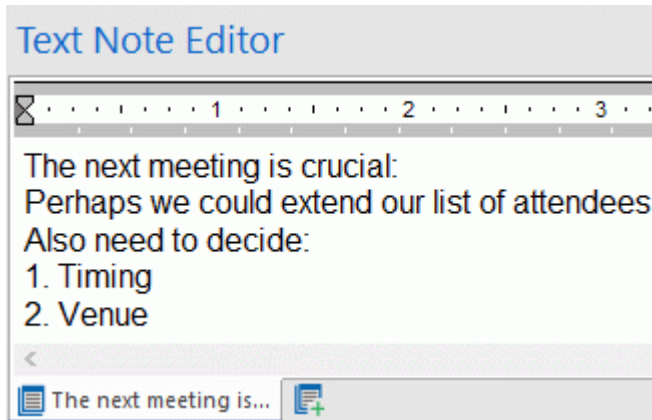 Text Note Editor
1 2 3
The next meeting is crucial:
Perhaps we could extend our list of attendees
Also need to decide:
1. Timing
2. Venue
The next meeting is...